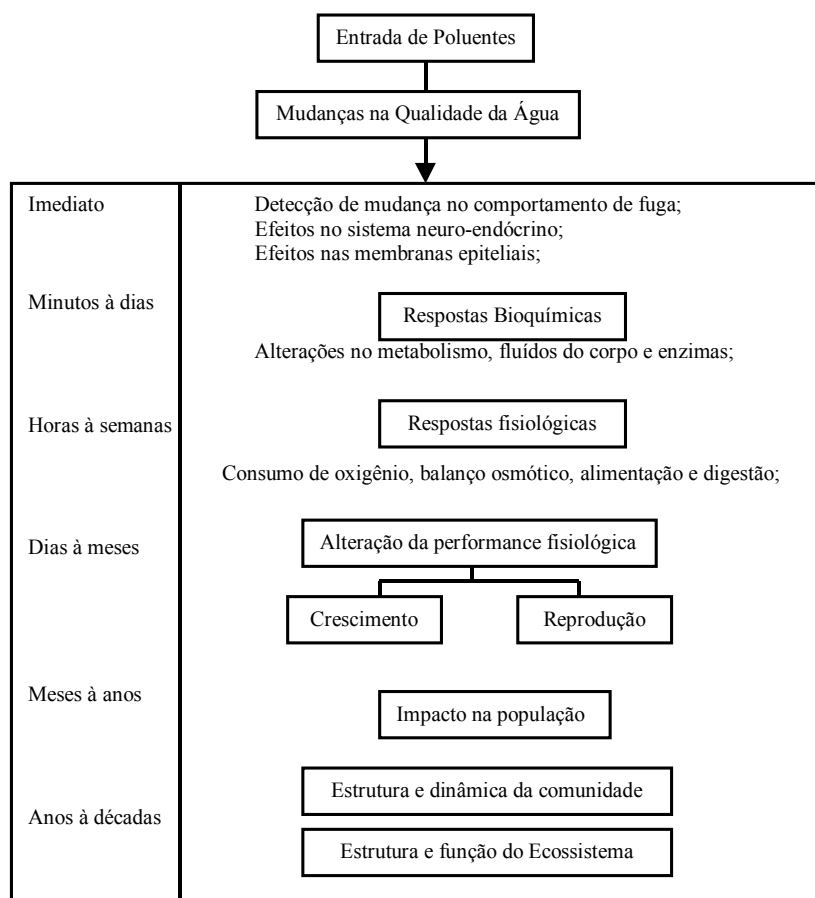 Entrada de Poluentes
Mudanças na Qualidade da Água
Imediato
Detecção de mudança no comportamento de fuga;
Efeitos no sistema neuro-endócrino;
Efeitos nas membranas epiteliais;
Minutos à dias
Respostas Bioquímicas
Alterações no metabolismo, fluídos do corpo e enzimas;
Horas à semanas
Respostas fisiológicas
Consumo de oxigênio, balanço osmótico, alimentação e digestão;
Dias à meses
Alteração da performance fisiológica
Crescimento
Reprodução
Meses à anos
Impacto na população
Anos à décadas
Estrutura e dinâmica da comunidade
Estrutura e função do Ecossistema